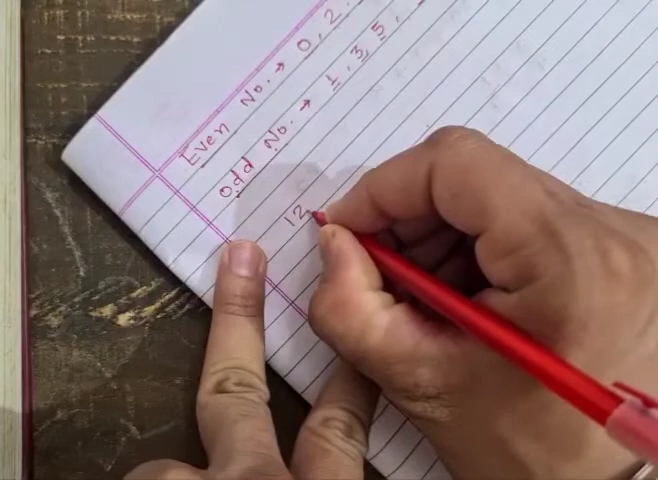 Even No. → 0, 2.
Odd No. → 1, 3, 5,
12